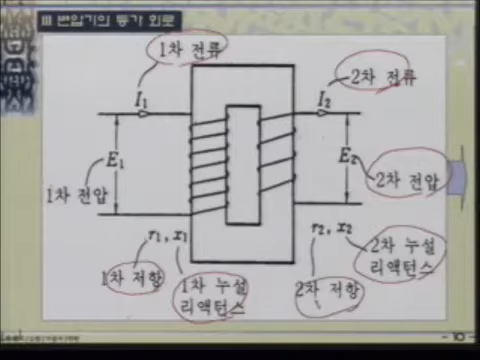 Ⅲ 변압기의 등가 회로
1차 전류
2차 전류
I₁
I₂
E₁
E₂
1차 전압
2차 전압
r₁, x₁
r₂, x₂
1차 저항
1차 누설
리액턴스
2차 저항
2차 누설
리액턴스
10